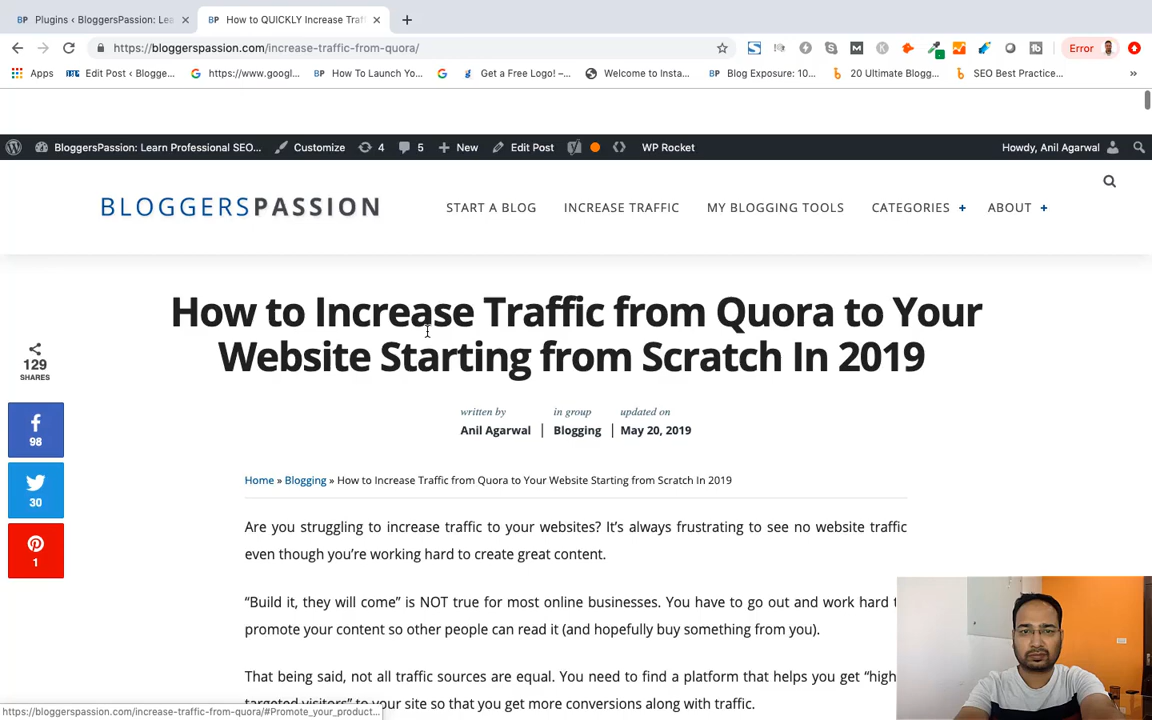 Plugins ‹ BloggersPassion: Lea
How to QUICKLY Increase Traf
https://bloggerspassion.com/increase-traffic-from-quora/
Error
Apps
Edit Post ‹ Blogge...
https://www.googl...
How To Launch Yo...
Get a Free Logo! –...
Welcome to Insta...
Blog Exposure: 10...
20 Ultimate Blogg...
SEO Best Practice...
»
BloggersPassion: Learn Professional SEO...
Customize
4
5
New
Edit Post
WP Rocket
Howdy, Anil Agarwal
BLOGGERSPASSION
START A BLOG
INCREASE TRAFFIC
MY BLOGGING TOOLS
CATEGORIES +
ABOUT +
How to Increase Traffic from Quora to Your
Website Starting from Scratch In 2019
129
SHARES
98
30
1
written by
in group
updated on
Anil Agarwal
Blogging
May 20, 2019
Home » Blogging » How to Increase Traffic from Quora to Your Website Starting from Scratch In 2019
Are you struggling to increase traffic to your websites? It’s always frustrating to see no website traffic
even though you’re working hard to create great content.
“Build it, they will come” is NOT true for most online businesses. You have to go out and work hard
promote your content so other people can read it (and hopefully buy something from you).
That being said, not all traffic sources are equal. You need to find a platform that helps you get “high
targeted visitors” to your site so that you get more conversions along with traffic.
https://bloggerspassion.com/increase-traffic-from-quora/#Promote_your_product...